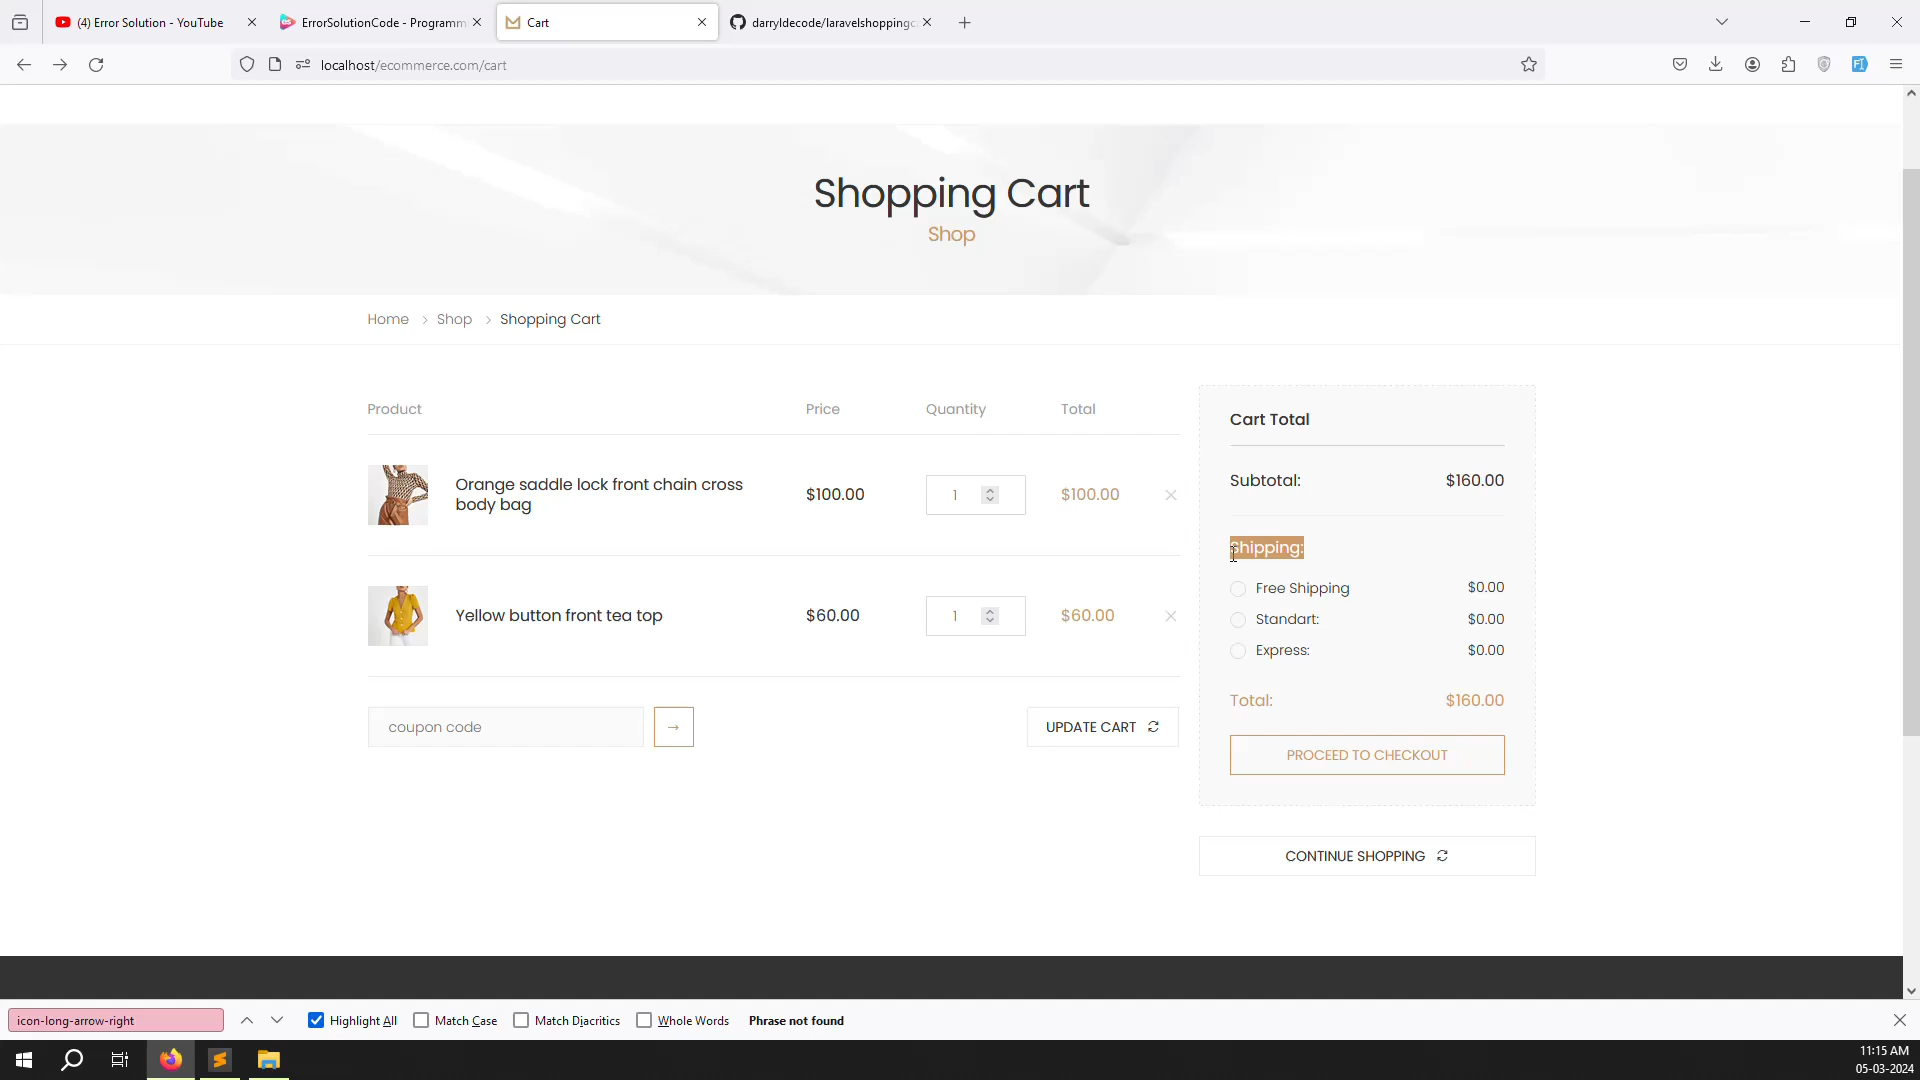 (4) Error Solution - YouTube
ErrorSolutionCode - Programm
Cart
darryldecode/laravelshoppingc
localhost/ecommerce.com/cart
Shopping Cart
Shop
Home > Shop > Shopping Cart
Product Price Quantity Total
Orange saddle lock front chain cross
body bag
$100.00 1 $100.00
Yellow button front tea top $60.00 1 $60.00
coupon code →
UPDATE CART
Cart Total
Subtotal: $160.00
Shipping:
Free Shipping $0.00
Standart: $0.00
Express: $0.00
Total: $160.00
PROCEED TO CHECKOUT
CONTINUE SHOPPING
icon-long-arrow-right Highlight All Match Case Match Diacritics Whole Words Phrase not found
11:15 AM
05-03-2024